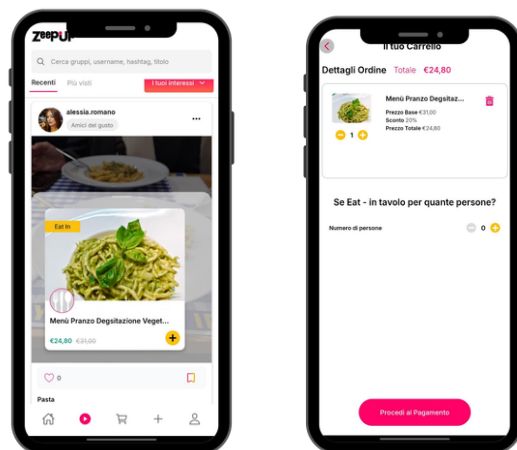 ZeepUP
Cerca gruppi, username, hashtag, titolo
Recenti
Più visti
I tuoi interessi
alessia.romano
Amici del gusto
Eat In
Menù Pranzo Degsitazione Veget...
€24,80 €31,00
0
Pasta
Il tuo Carrello
Dettagli Ordine Totale €24,80
Menù Pranzo Degsitaz...
Prezzo Base €31,00
Sconto 20%
Prezzo Totale €24,80
1
Se Eat - in tavolo per quante persone?
Numero di persone
0
Procedi al Pagamento